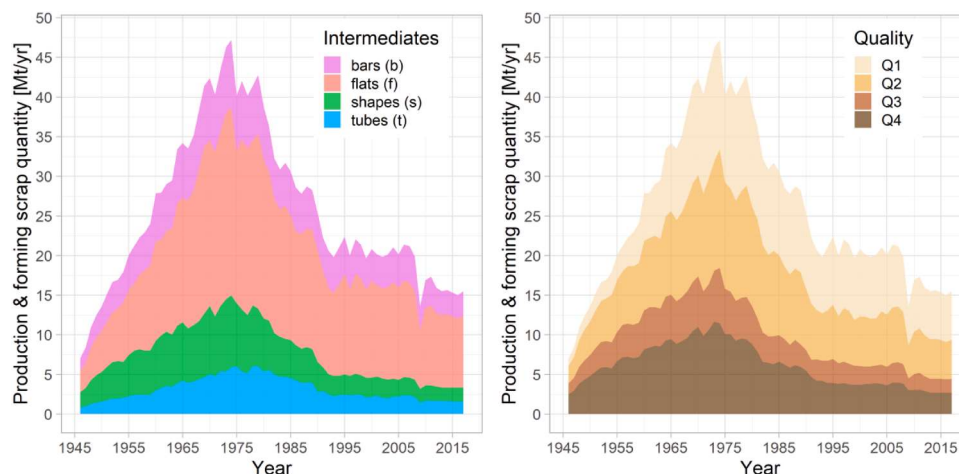 Production & forming scrap quantity [Mt/yr]
50
45
40
35
30
25
20
15
10
5
0
Intermediates
bars (b)
flats (f)
shapes (s)
tubes (t)
1945 1955 1965 1975 1985 1995 2005 2015
Year
Production & forming scrap quantity [Mt/yr]
50
45
40
35
30
25
20
15
10
5
0
Quality
Q1
Q2
Q3
Q4
1945 1955 1965 1975 1985 1995 2005 2015
Year